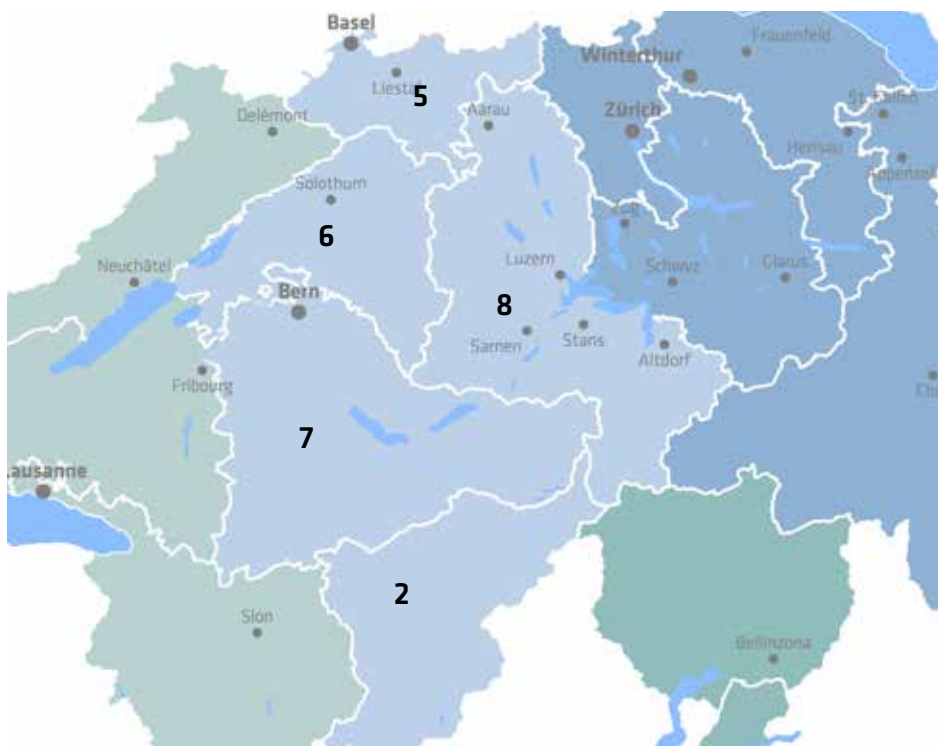 Basel
Frauenfeld
Winterthur
Liestal
5
St. Gallen
Aarau
Zürich
Delémont
Herisau
Appenzell
Solothurn
Zug
6
Luzern
Neuchâtel
Schwyz
Glarus
Bern
8
Sarnen
Stans
Altdorf
Fribourg
7
Lausanne
2
Sion
Bellinzona